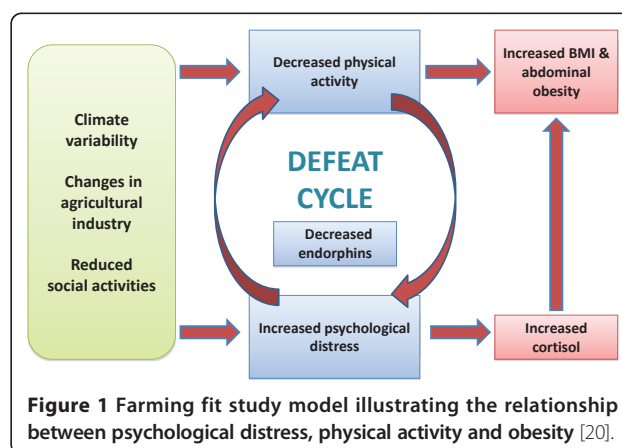 Climate
variability
Changes in
agricultural
industry
Reduced
social activities
Decreased physical
activity
Increased BMI &
abdominal
obesity
DEFEAT
CYCLE
Decreased
endorphins
Increased psychological
distress
Increased
cortisol
Figure 1 Farming fit study model illustrating the relationship
between psychological distress, physical activity and obesity [20].